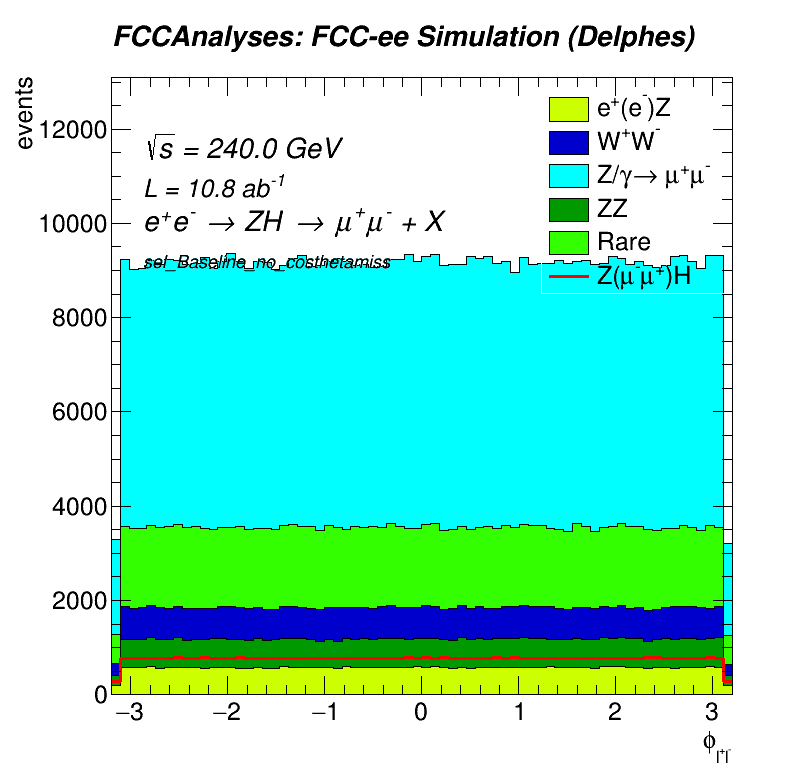 FCCAnalyses: FCC-ee Simulation (Delphes)
events
√s = 240.0 GeV
L = 10.8 ab⁻¹
e⁺e⁻ → ZH → μ⁺μ⁻ + X
sel_Baseline_no_costhetamiss
e⁺(e⁻)Z
W⁺W⁻
Z/γ→ μ⁺μ⁻
ZZ
Rare
Z(μ⁻μ⁺)H
12000
10000
8000
6000
4000
2000
0
−3 −2 −1 0 1 2 3
ϕ l⁺l⁻